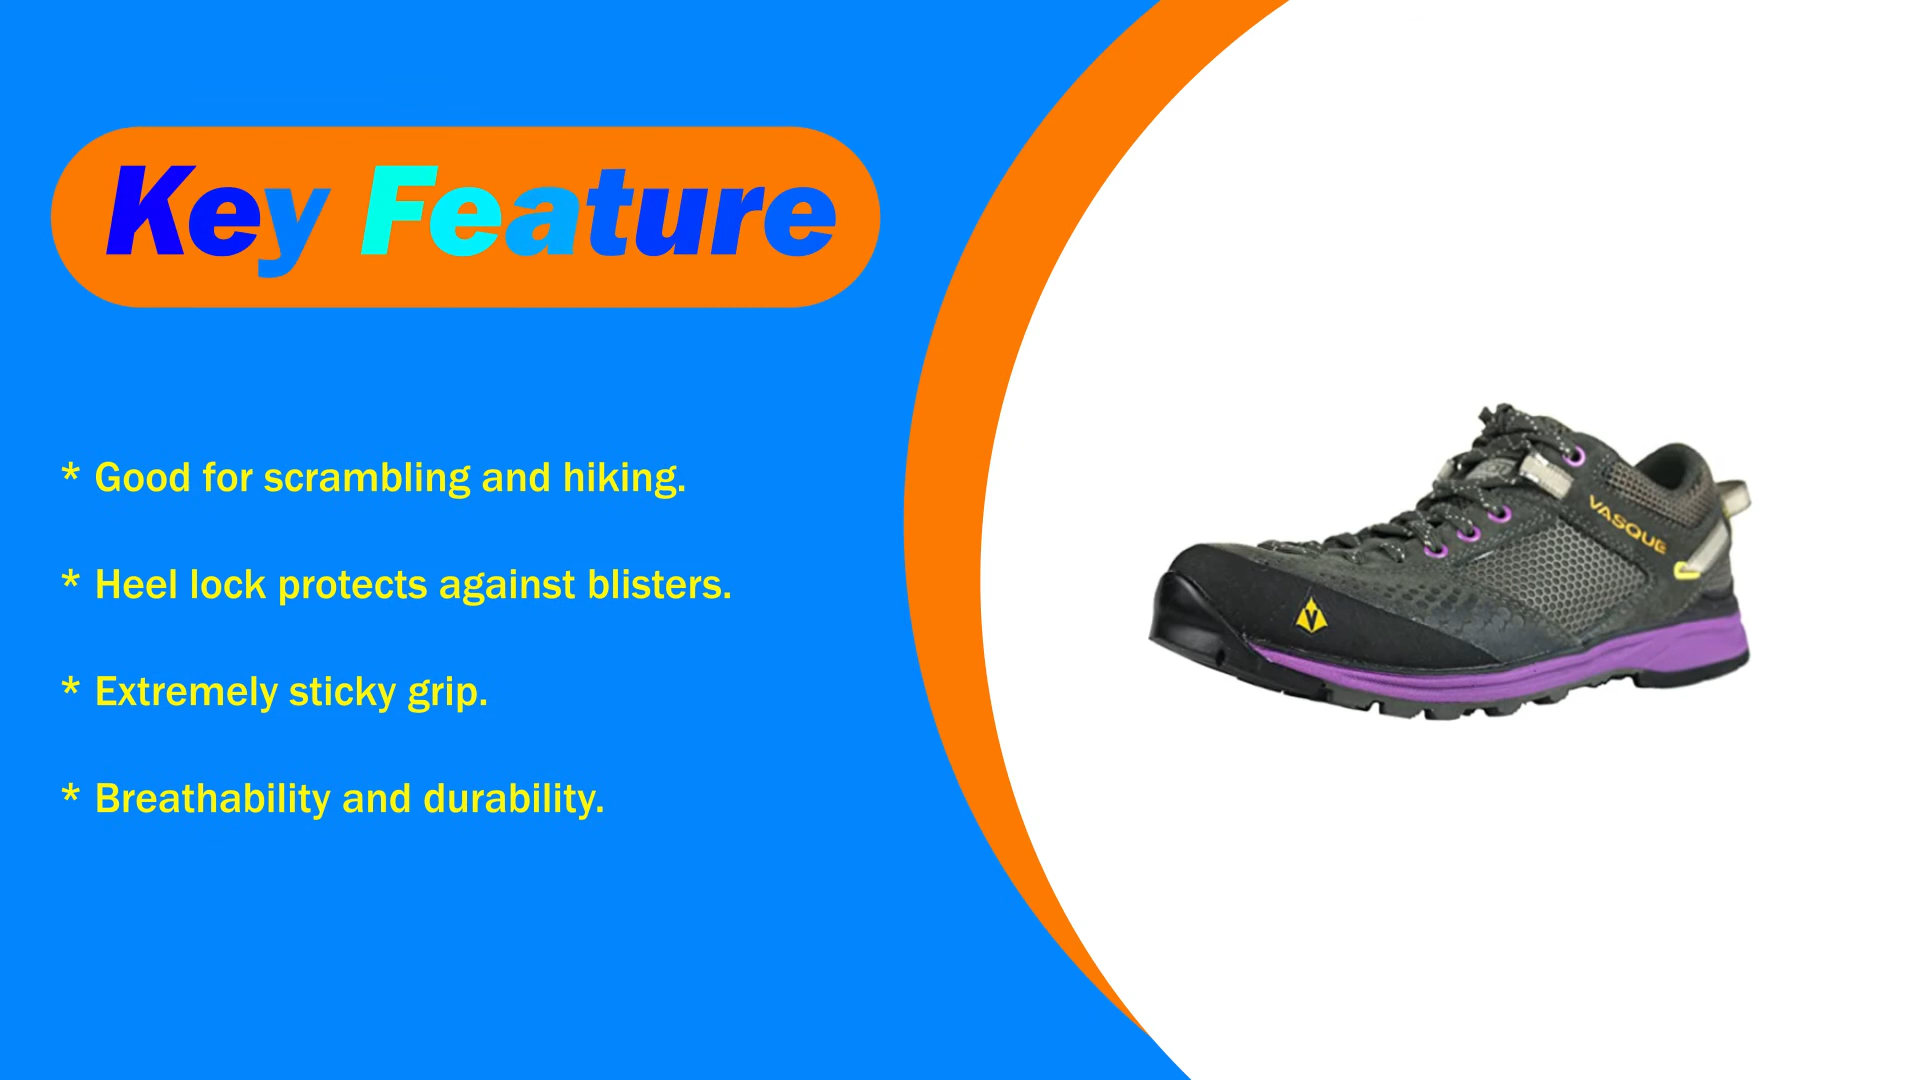 Key Feature
* Good for scrambling and hiking.
* Heel lock protects against blisters.
* Extremely sticky grip.
* Breathability and durability.
VASQUE
V